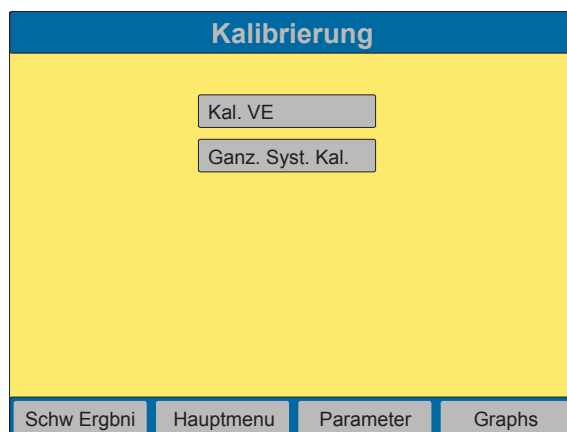 Kalibrierung
Kal. VE
Ganz. Syst. Kal.
Schw Ergbni Hauptmenu Parameter Graphs